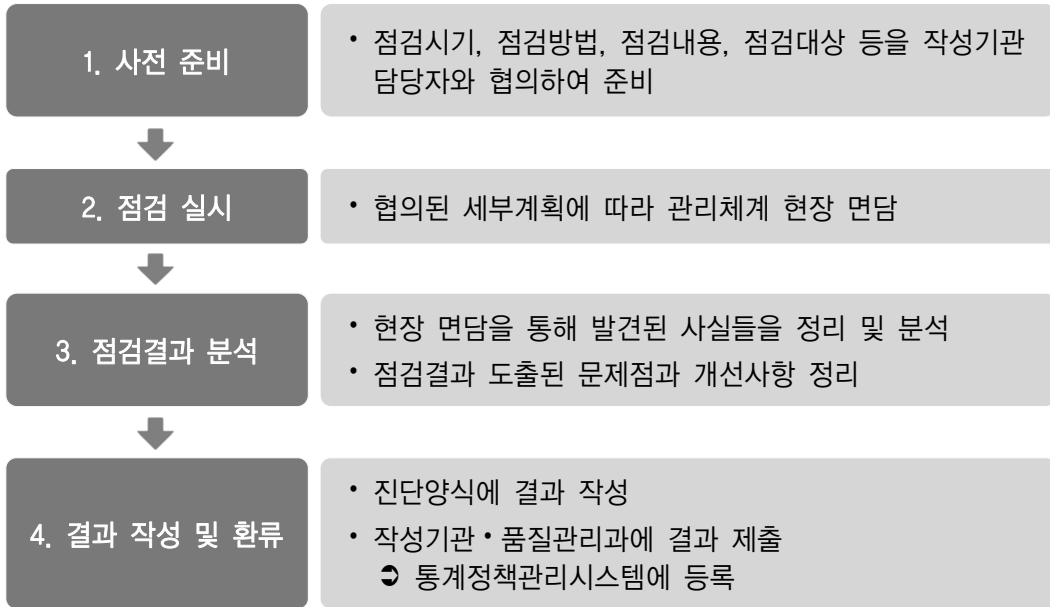 1. 사전 준비
• 점검시기, 점검방법, 점검내용, 점검대상 등을 작성기관
담당자와 협의하여 준비
2. 점검 실시
• 협의된 세부계획에 따라 관리체계 현장 면담
3. 점검결과 분석
• 현장 면담을 통해 발견된 사실들을 정리 및 분석
• 점검결과 도출된 문제점과 개선사항 정리
4. 결과 작성 및 환류
• 진단양식에 결과 작성
• 작성기관•품질관리과에 결과 제출
➲ 통계정책관리시스템에 등록